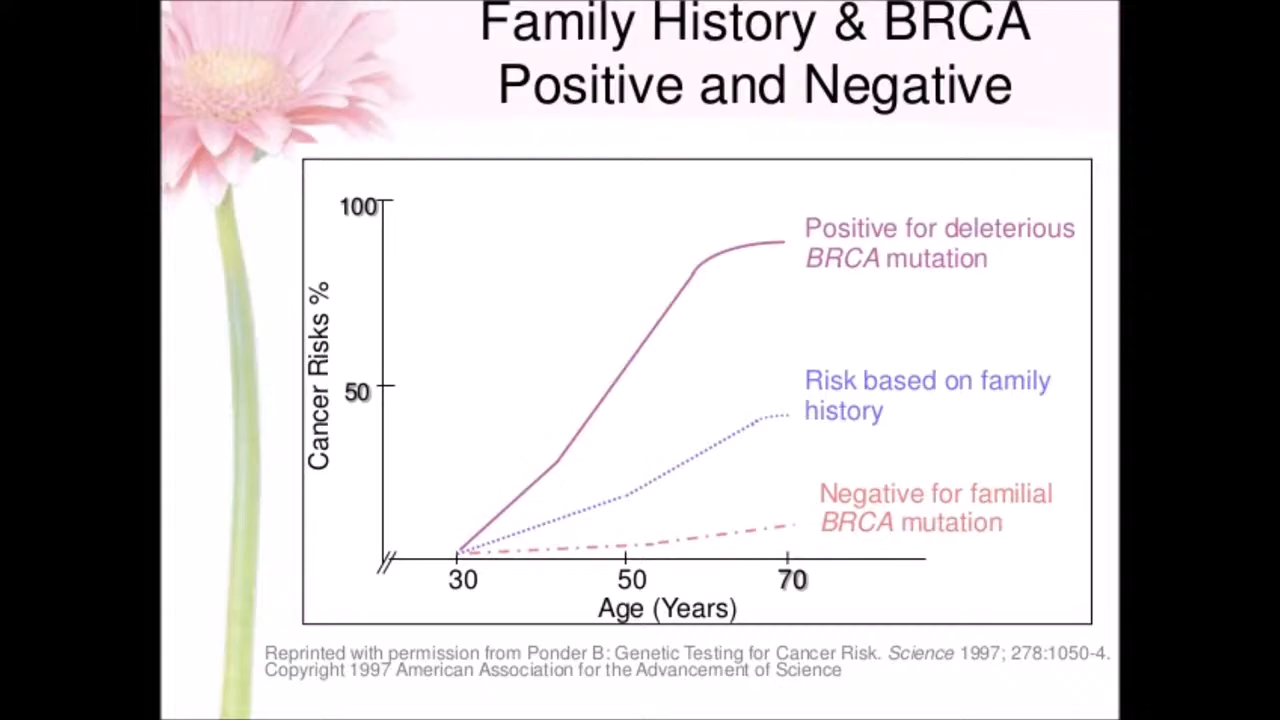 Family History & BRCA
Positive and Negative
100
50
Cancer Risks %
Positive for deleterious
BRCA mutation
Risk based on family
history
Negative for familial
BRCA mutation
30 50 70
Age (Years)
Reprinted with permission from Ponder B: Genetic Testing for Cancer Risk. Science 1997; 278:1050-4.
Copyright 1997 American Association for the Advancement of Science